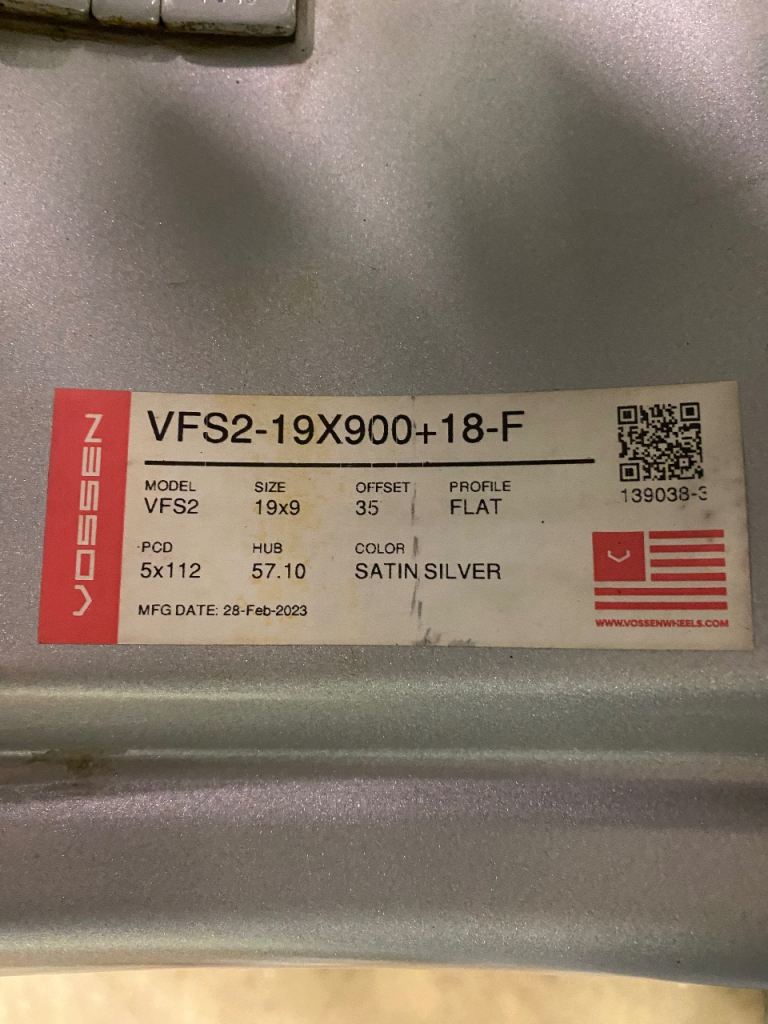 VOSSEN
VFS2-19X900+18-F
MODEL SIZE OFFSET PROFILE
VFS2 19x9 35 FLAT
139038-3
PCD HUB COLOR
5x112 57.10 SATIN SILVER
MFG DATE: 28-Feb-2023
WWW.VOSSENWHEELS.COM